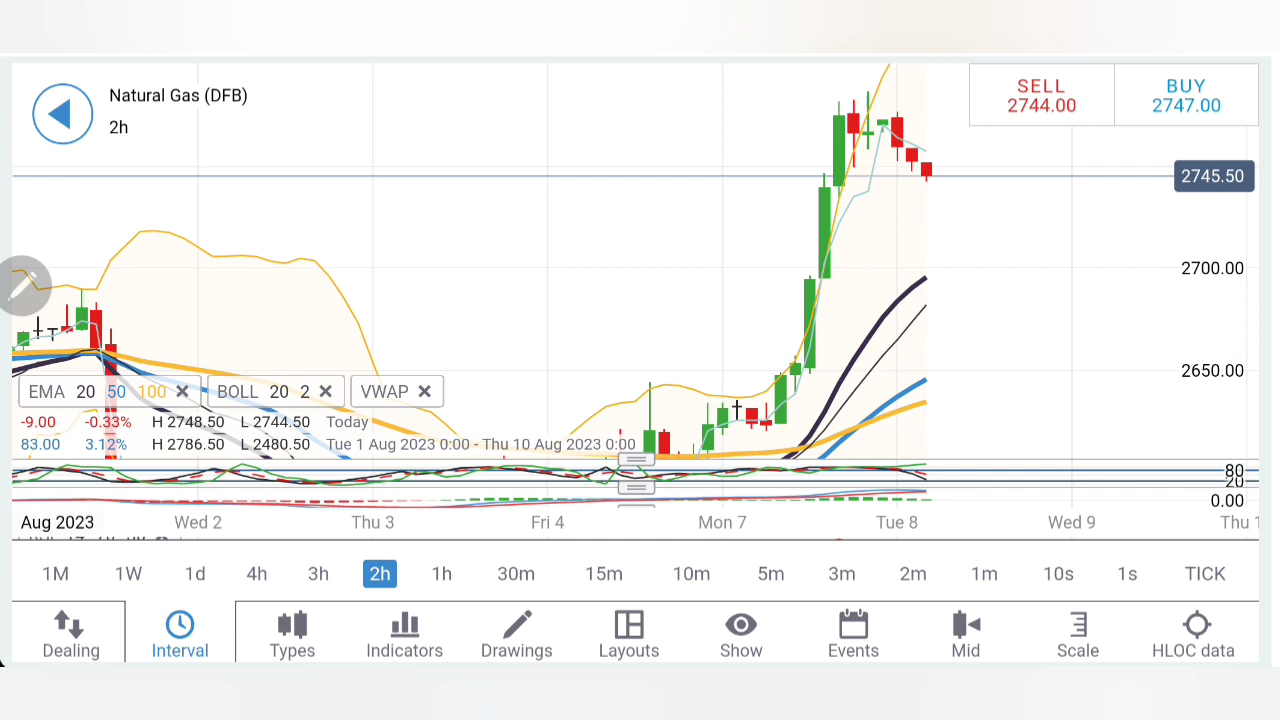 Natural Gas (DFB)
2h
SELL
2744.00
BUY
2747.00
2745.50
2700.00
2650.00
EMA 20 50 100
BOLL 20 2
VWAP
-9.00 -0.33% H 2748.50 L 2744.50 Today
83.00 3.12% H 2786.50 L 2480.50 Tue 1 Aug 2023 0:00 - Thu 10 Aug 2023 0:00
80
20
0.00
Aug 2023 Wed 2 Thu 3 Fri 4 Mon 7 Tue 8 Wed 9 Thu 1
1M 1W 1d 4h 3h 2h 1h 30m 15m 10m 5m 3m 2m 1m 10s 1s TICK
Dealing Interval Types Indicators Drawings Layouts Show Events Mid Scale HLOC data